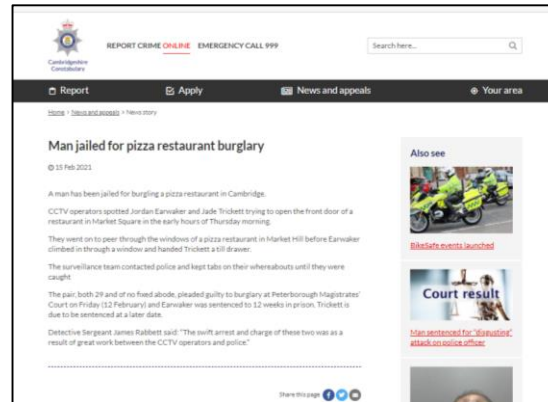 Cambridgeshire
Constabulary
REPORT CRIME ONLINE EMERGENCY CALL 999
Search here...
Report
Apply
News and appeals
Your area
Home > News and appeals > News story
Man jailed for pizza restaurant burglary
15 Feb 2021
A man has been jailed for burgling a pizza restaurant in Cambridge.
CCTV operators spotted Jordan Earwaker and Jade Trickett trying to open the front door of a
restaurant in Market Square in the early hours of Thursday morning.
They went on to peer through the windows of a pizza restaurant in Market Hill before Earwaker
climbed in through a window and handed Trickett a till drawer.
The surveillance team contacted police and kept tabs on their whereabouts until they were
caught
The pair, both 29 and of no fixed abode, pleaded guilty to burglary at Peterborough Magistrates'
Court on Friday (12 February) and Earwaker was sentenced to 12 weeks in prison. Trickett is
due to be sentenced at a later date.
Detective Sergeant James Rabbett said: "The swift arrest and charge of these two was as a
result of great work between the CCTV operators and police."
Share this page
Also see
BikeSafe events launched
Court result
Man sentenced for "disgusting"
attack on police officer